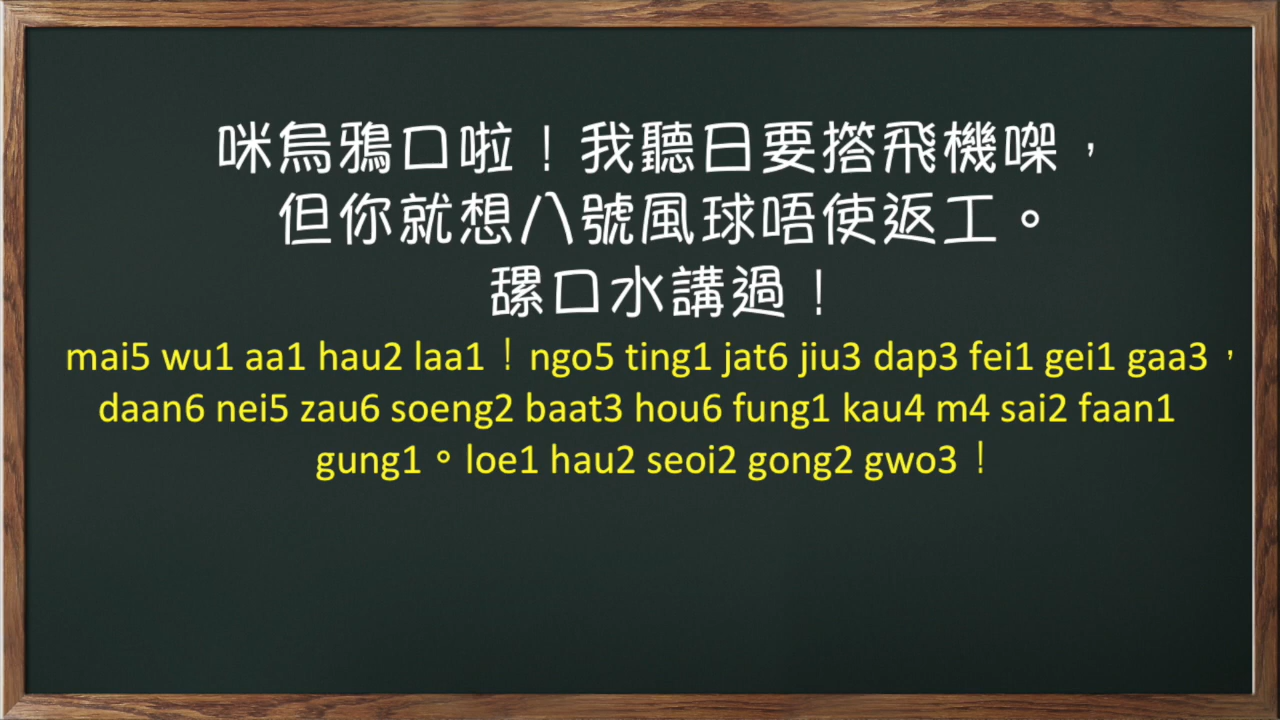 咪烏鴉口啦！我聽日要撘飛機㗎，
但你就想八號風球唔使返工。
𦧺口水講過！
mai5 wu1 aa1 hau2 laa1！ngo5 ting1 jat6 jiu3 dap3 fei1 gei1 gaa3，
daan6 nei5 zau6 soeng2 baat3 hou6 fung1 kau4 m4 sai2 faan1
gung1。loe1 hau2 seoi2 gong2 gwo3！